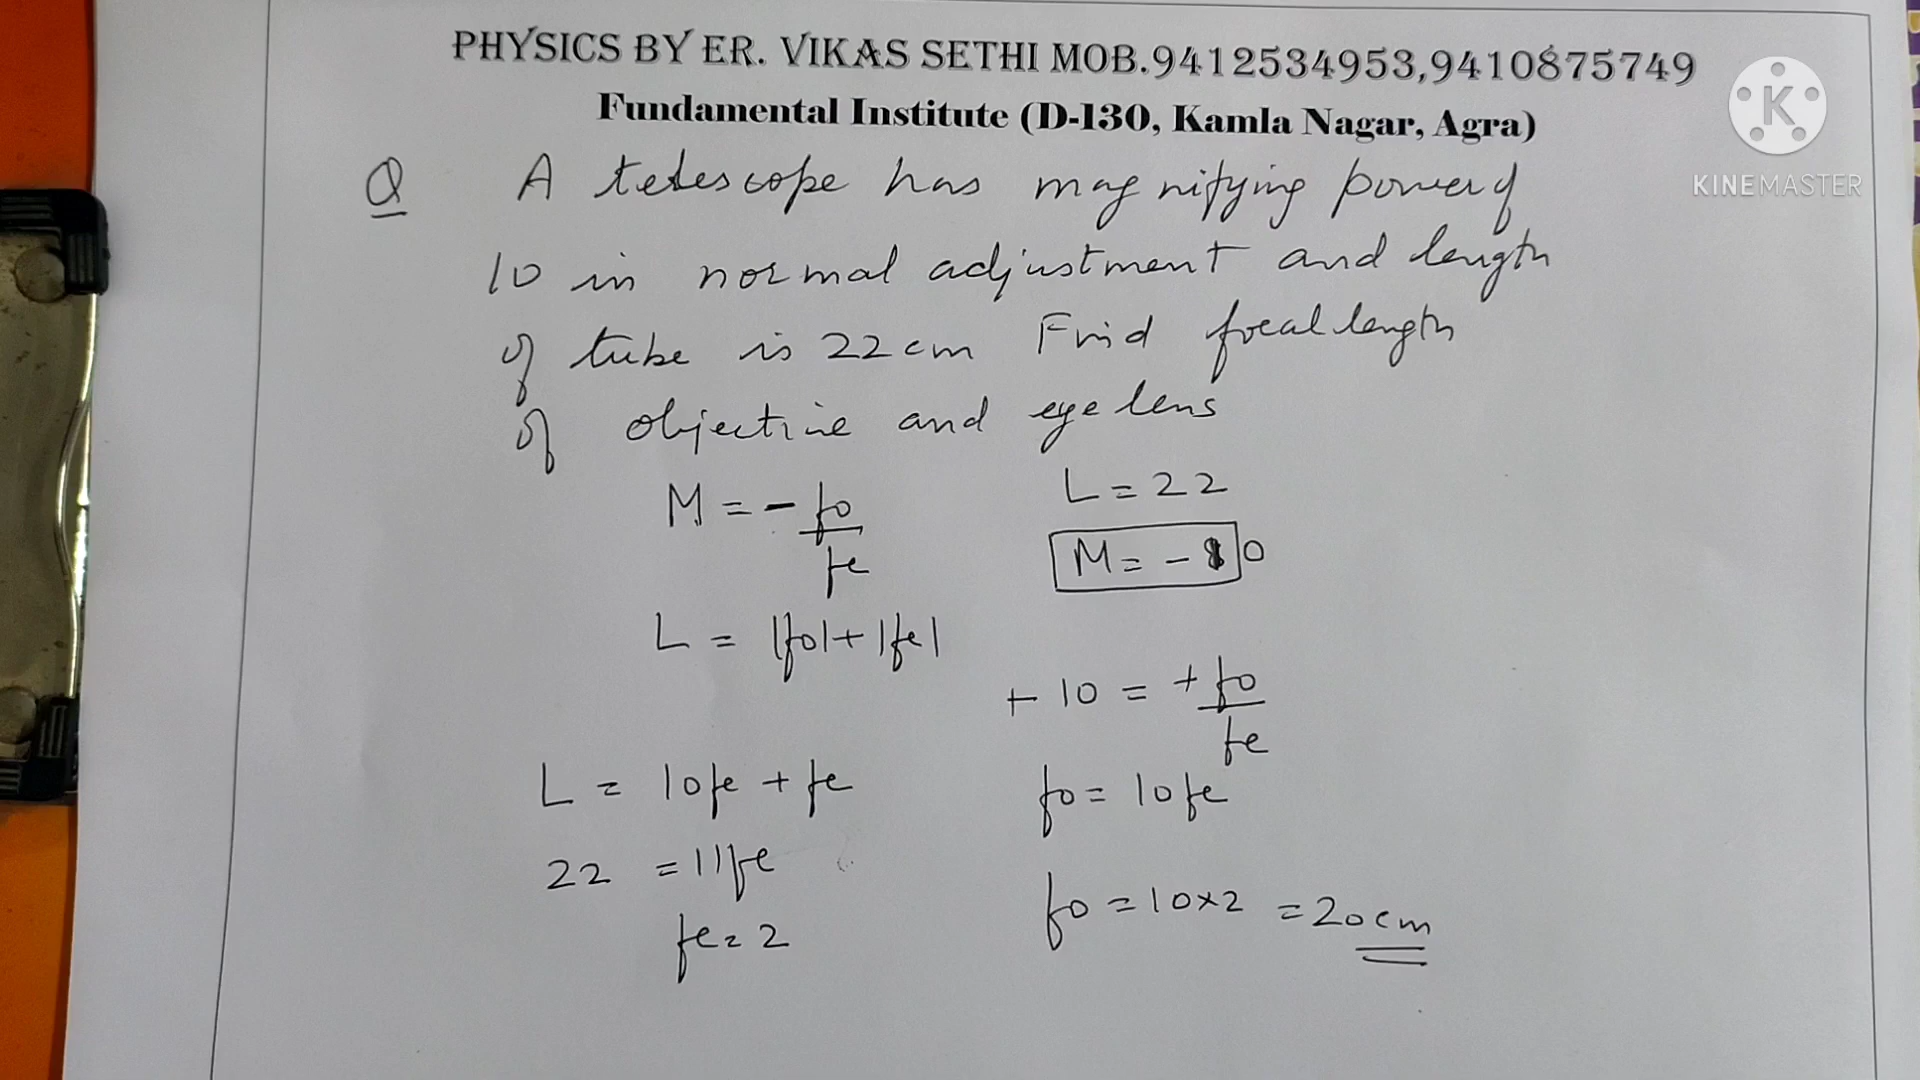 PHYSICS BY ER. VIKAS SETHI MOB.9412534953,9410875749
Fundamental Institute (D-130, Kamla Nagar, Agra)
K
KINEMASTER
Q A telescope has magnifying power of
10 in normal adjustment and length
of tube is 22 cm Find focal length
of objective and eye lens
M = - fo/fe
L = 22
M = - 10
L = |fo| + |fe|
+ 10 = + fo/fe
L = 10fe + fe
fo = 10fe
22 = 11fe
fe = 2
fo = 10×2 = 20cm